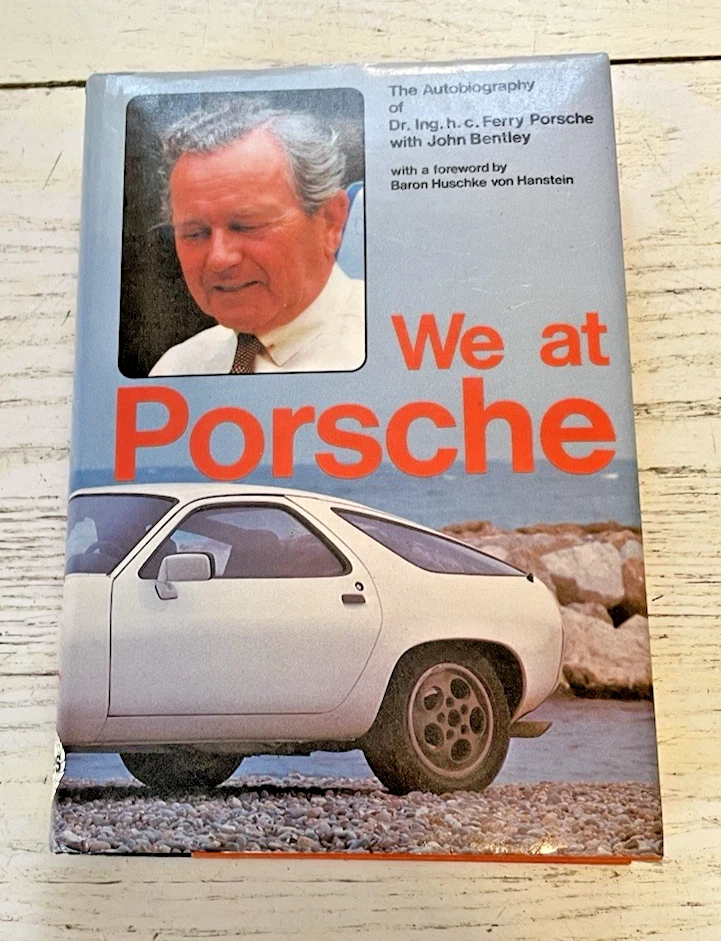 The Autobiography
of
Dr. Ing. h. c. Ferry Porsche
with John Bentley
with a foreword by
Baron Huschke von Hanstein
We at
Porsche